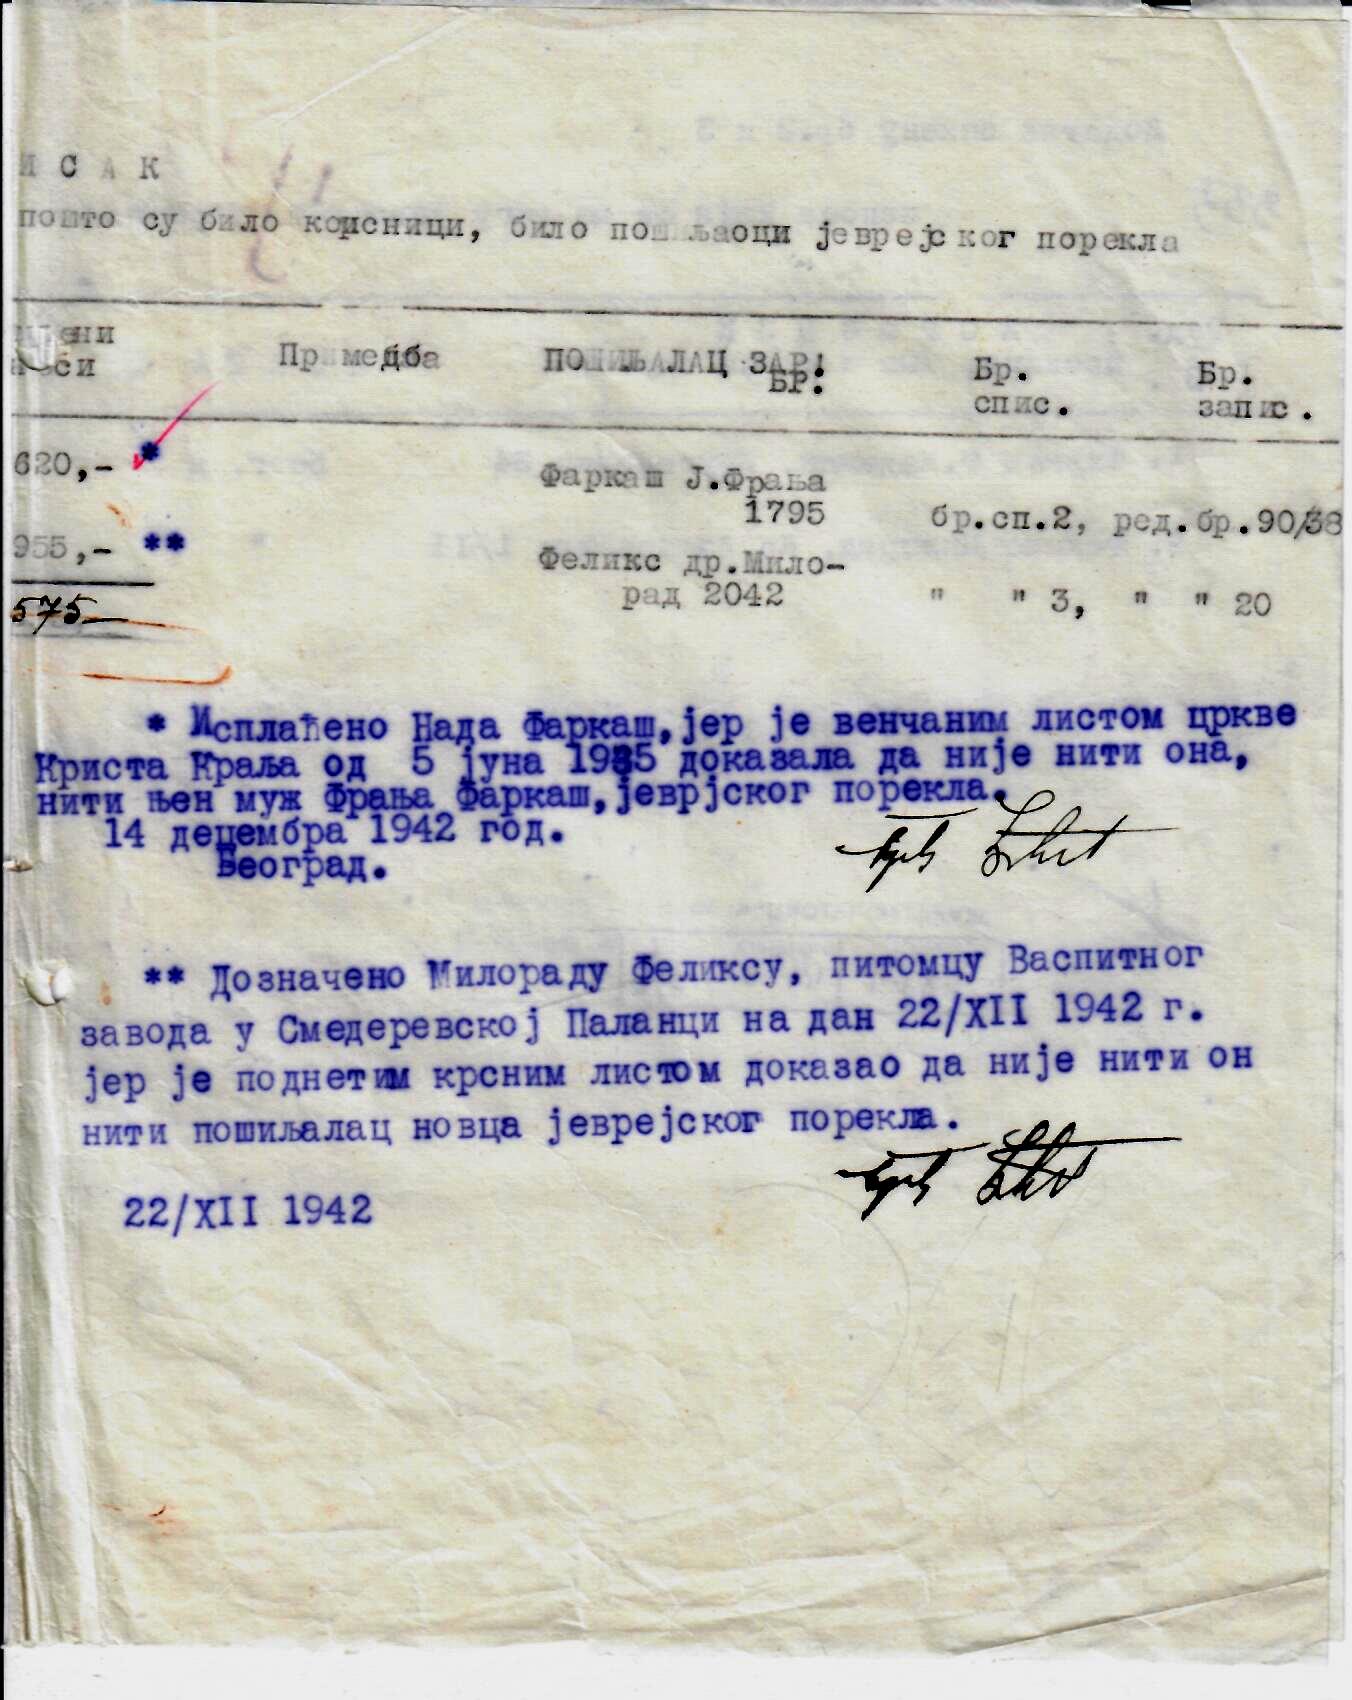 И С А К
пошто су било корисници, било пошиљаоци јеврејског порекла
Примедба ПОШИЉАЛАЦ ЗАР! Бр. Бр.
БР. спис. запис.
620,- *
Фаркаш Ј.Фрања
1795 бр.сп.2, ред.бр.90/38
955,- **
Феликс др.Мило-
рад 2042 " " 3, " " 20
575
* Исплаћено Нада Фаркаш,јер је венчаним листом цркве
Криста Краља од 5 јуна 1935 доказала да није нити она,
нити њен муж Фрања Фаркаш,јеврјског порекла.
14 децембра 1942 год.
Београд.
** Дозначено Милораду Феликсу, питомцу Васпитног
завода у Смедеревској Паланци на дан 22/XII 1942 г.
јер је поднетим крсним листом доказао да није нити он
нити пошиљалац новца јеврејског порекла.
22/XII 1942